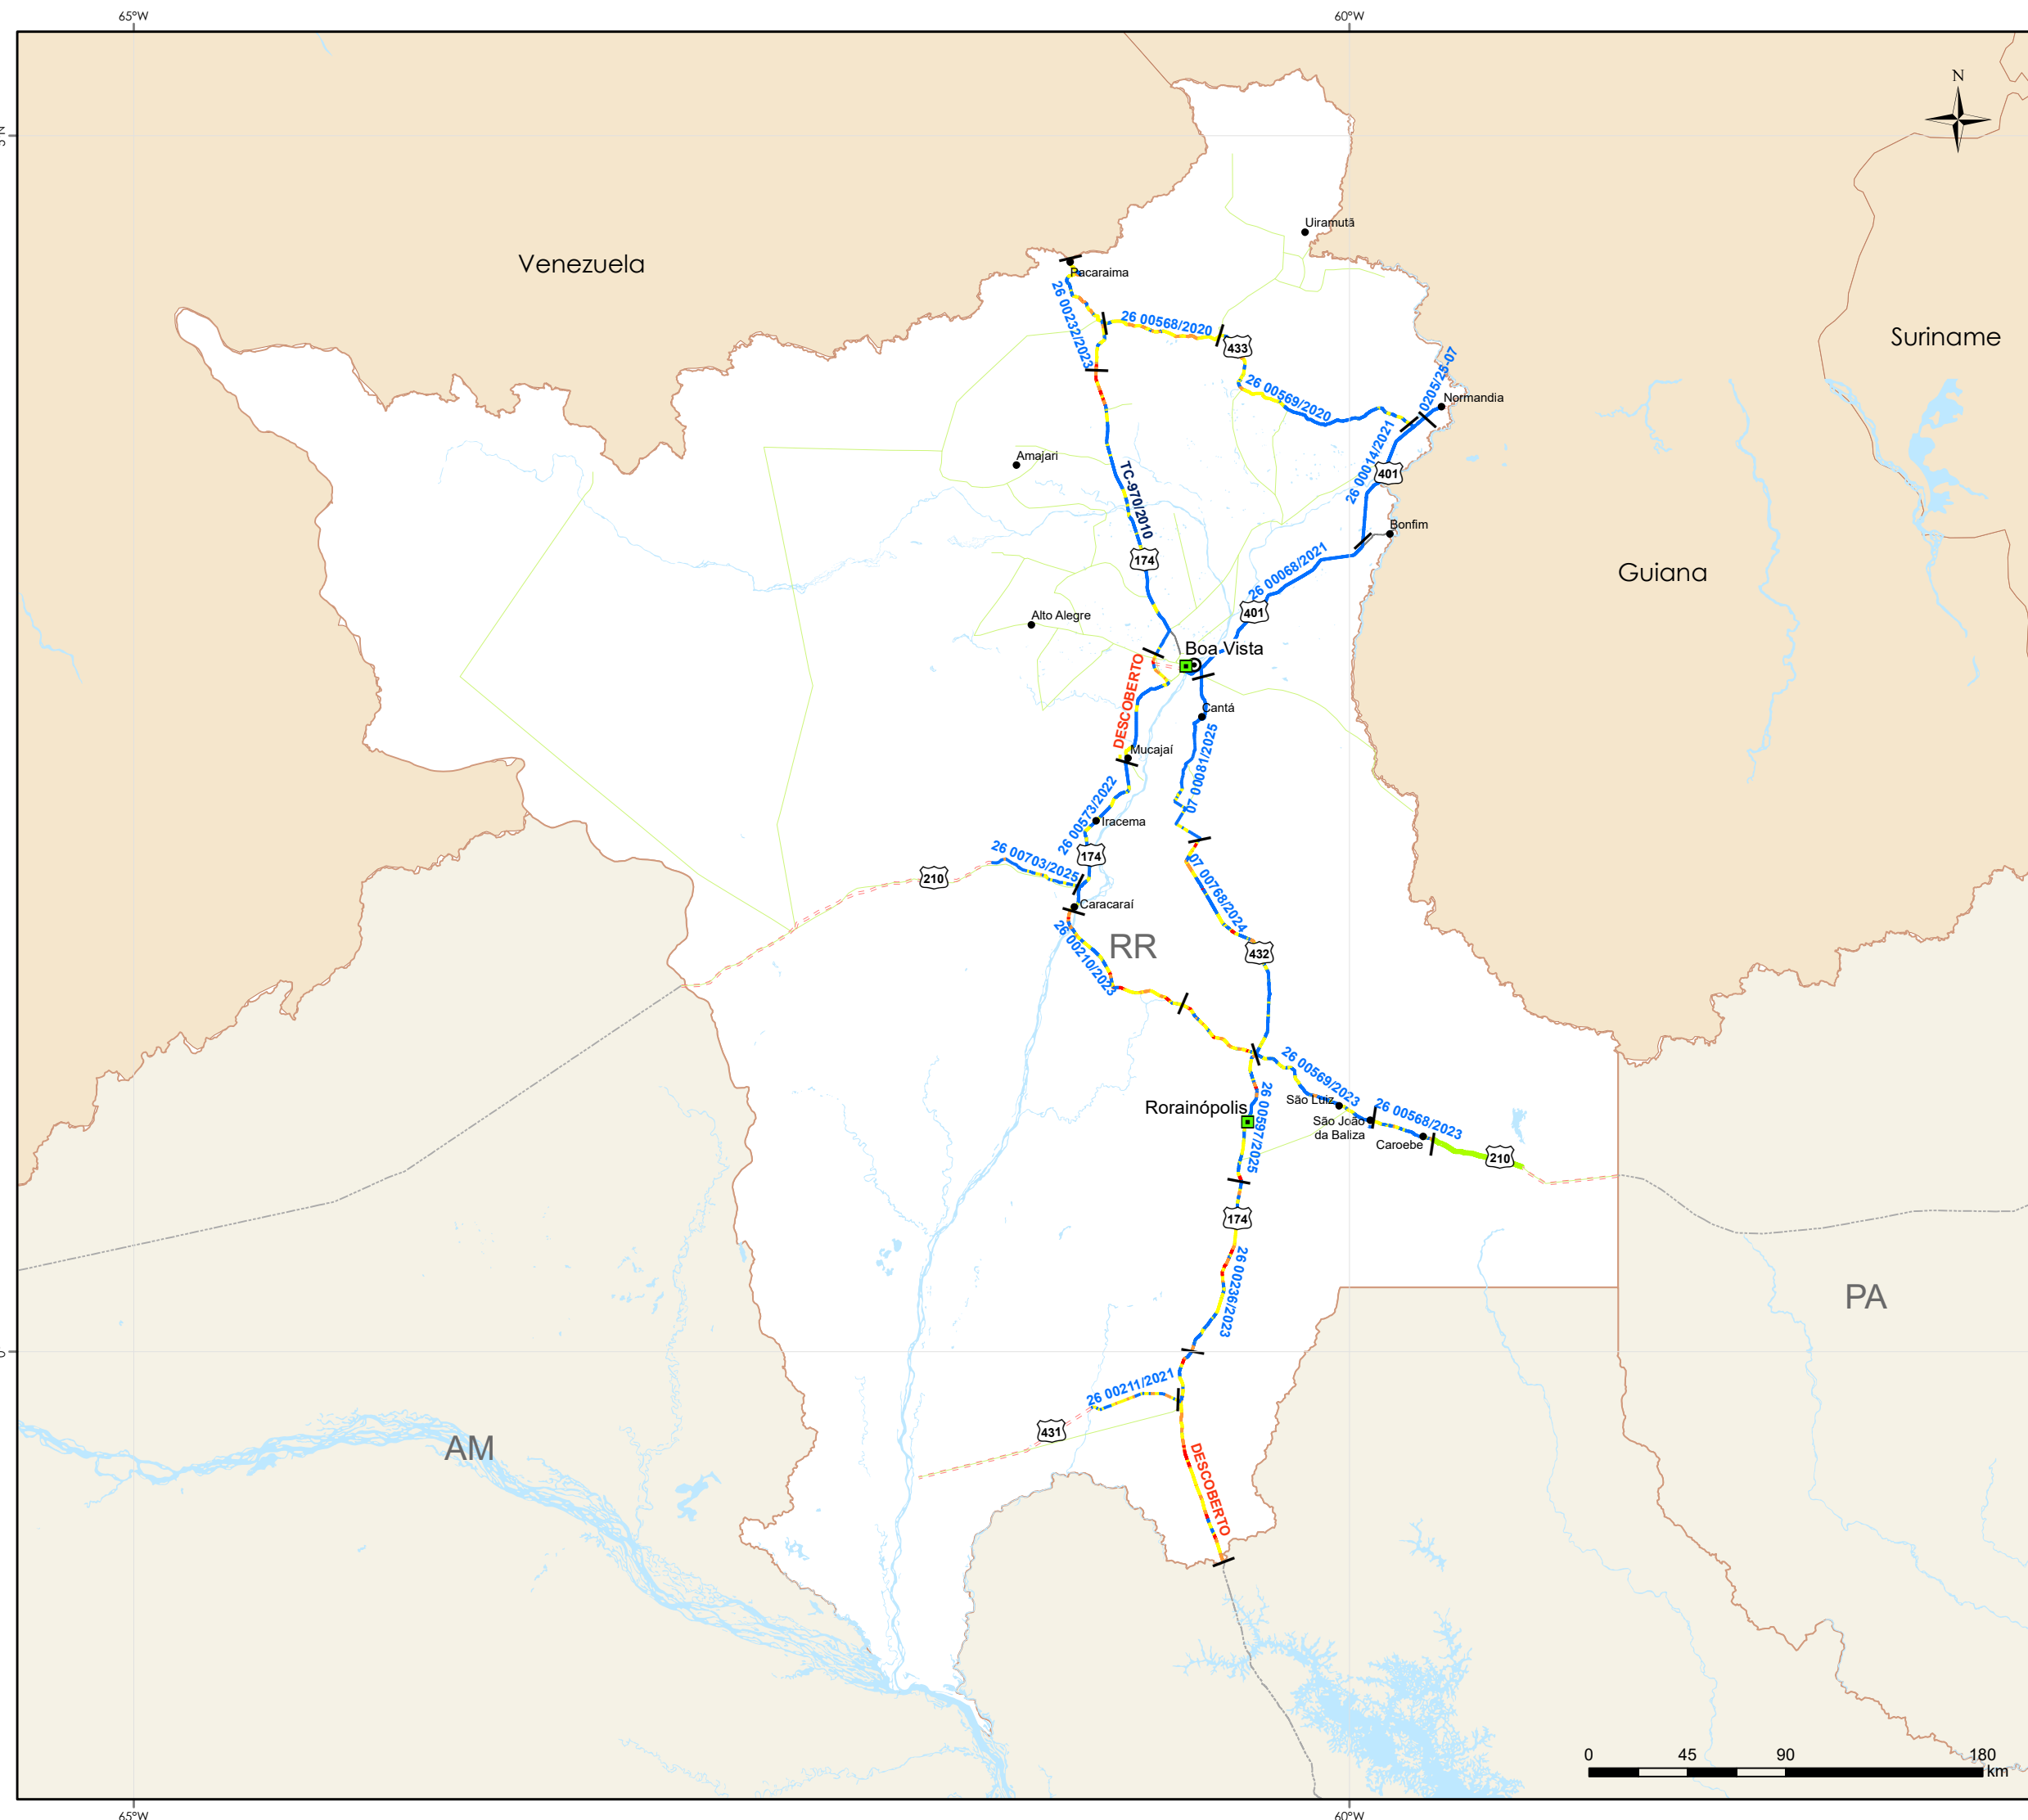 65°W
60°W
N
Uiramutã
Venezuela
Pacaraima
26 00232/2023
26 00568/2020
433
Suriname
26 00569/2020
0205/25-07
Normandia
26 00014/2021
401
Amajari
TC-970/2010
Bonfim
174
26 00068/2021
Guiana
401
Alto Alegre
Boa Vista
DESCOBERTO
Cantá
Mucajaí
07 00081/2025
26 00573/2022
Iracema
174
26 00703/2025
210
07 00768/2024
Caracaraí
26 00210/2023
RR
432
26 00569/2023
São Luiz
26 00568/2023
Rorainópolis
26 00597/2025
São João
da Baliza
Caroebe
210
174
26 00236/2023
PA
26 00211/2021
431
AM
DESCOBERTO
0 45 90 180
km
65°W
60°W